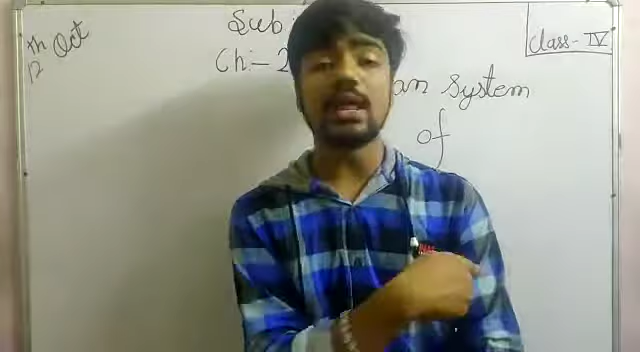 12th Oct
Sub
Class - IV
Ch:- 2
an System
of